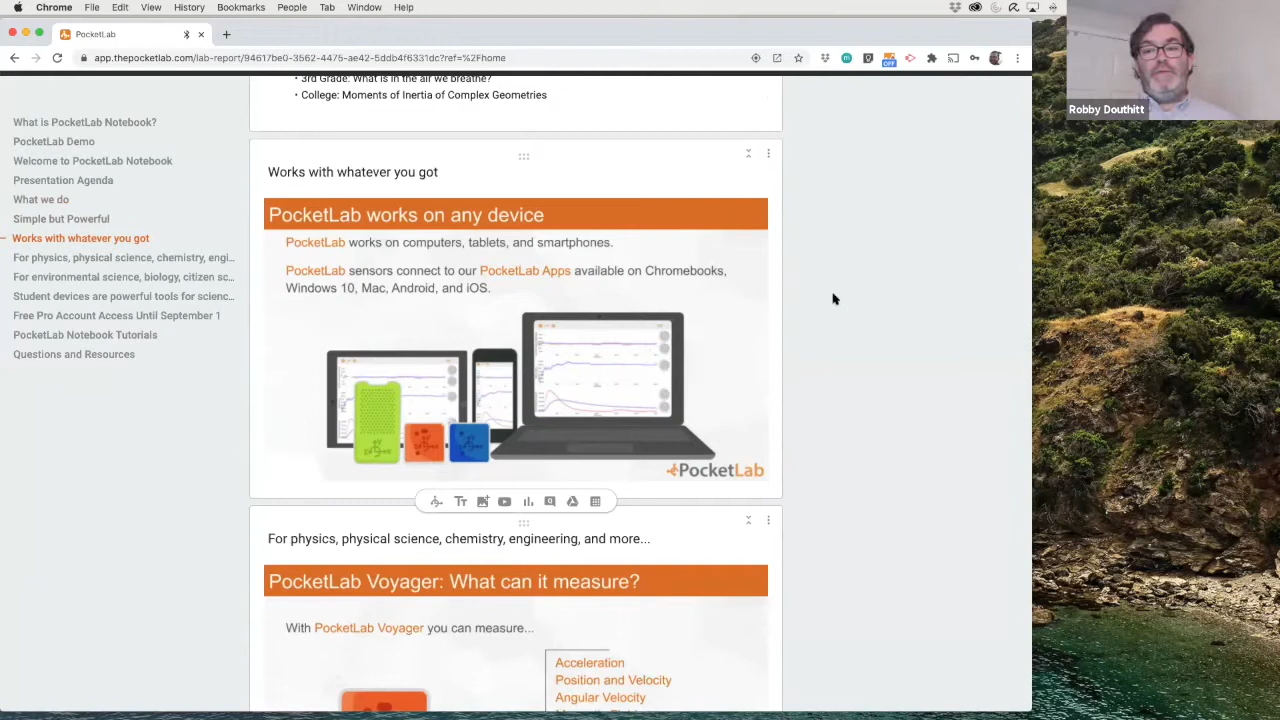 Chrome File Edit View History Bookmarks People Tab Window Help
PocketLab
app.thepocketlab.com/lab-report/94617be0-3562-4475-ae42-5ddb4f6331dc?ref=%2Fhome
OFF
Robby Douthitt
What is PocketLab Notebook?
PocketLab Demo
Welcome to PocketLab Notebook
Presentation Agenda
What we do
Simple but Powerful
Works with whatever you got
For physics, physical science, chemistry, engi...
For environmental science, biology, citizen sc...
Student devices are powerful tools for scienc...
Free Pro Account Access Until September 1
PocketLab Notebook Tutorials
Questions and Resources
• 3rd Grade: What is in the air we breathe?
• College: Moments of Inertia of Complex Geometries
Works with whatever you got
PocketLab works on any device
PocketLab works on computers, tablets, and smartphones.
PocketLab sensors connect to our PocketLab Apps available on Chromebooks,
Windows 10, Mac, Android, and iOS.
PocketLab
For physics, physical science, chemistry, engineering, and more...
PocketLab Voyager: What can it measure?
With PocketLab Voyager you can measure...
Acceleration
Position and Velocity
Angular Velocity